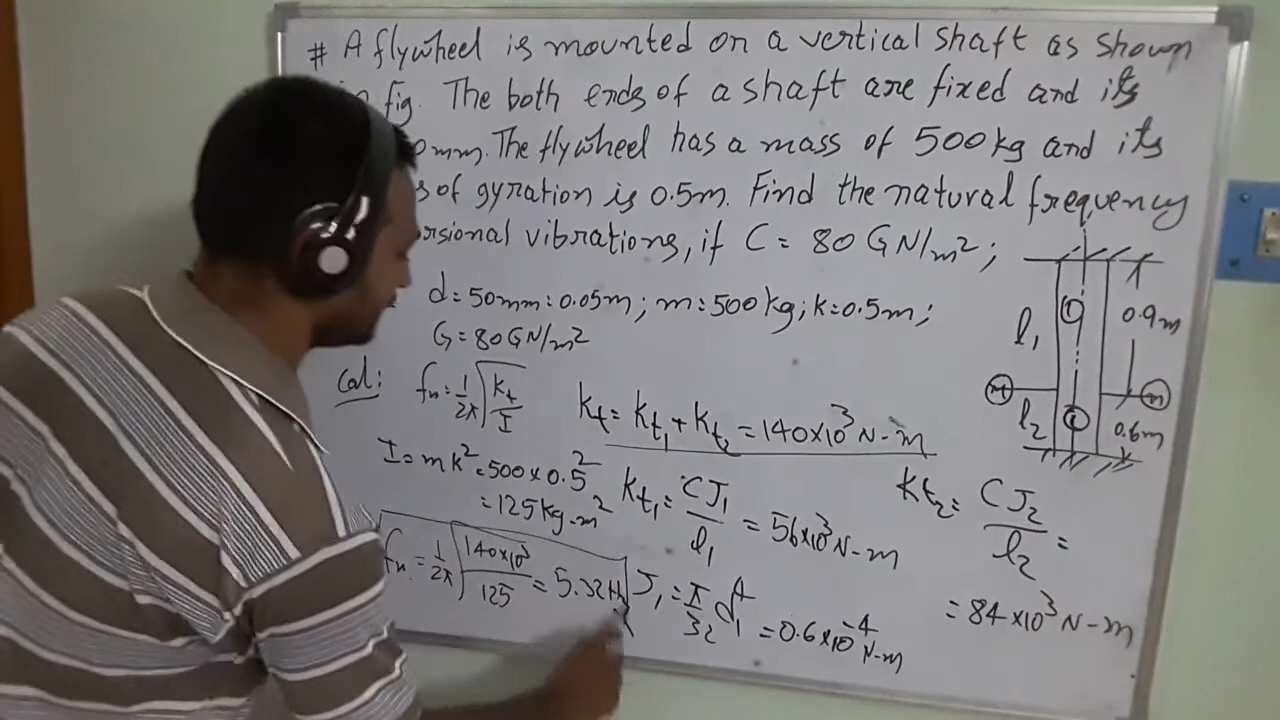 # A flywheel is mounted on a vertical shaft as shown
fig. The both ends of a shaft are fixed and its
mm. The flywheel has a mass of 500 kg and its
s of gyration is 0.5m. Find the natural frequency
rsional vibrations, if C = 80 GN/m²;
d = 50mm = 0.05m; m = 500 kg; k = 0.5m;
G = 80 GN/m²
Cal: fn = 1/2π √(kt/I)
kt = kt1 + kt2 = 140×10³ N-m
I = mk² = 500×0.5²
= 125 kg-m²
kt1 = CJ1/l1 = 56×10³ N-m
kt2 = CJ2/l2 =
= 84×10³ N-m
fn = 1/2π √(140×10³/125) =
J1 = π/32 d1⁴ = 0.6×10⁻⁴ N-m
l1
0.9m
m
m
l2
0.6m